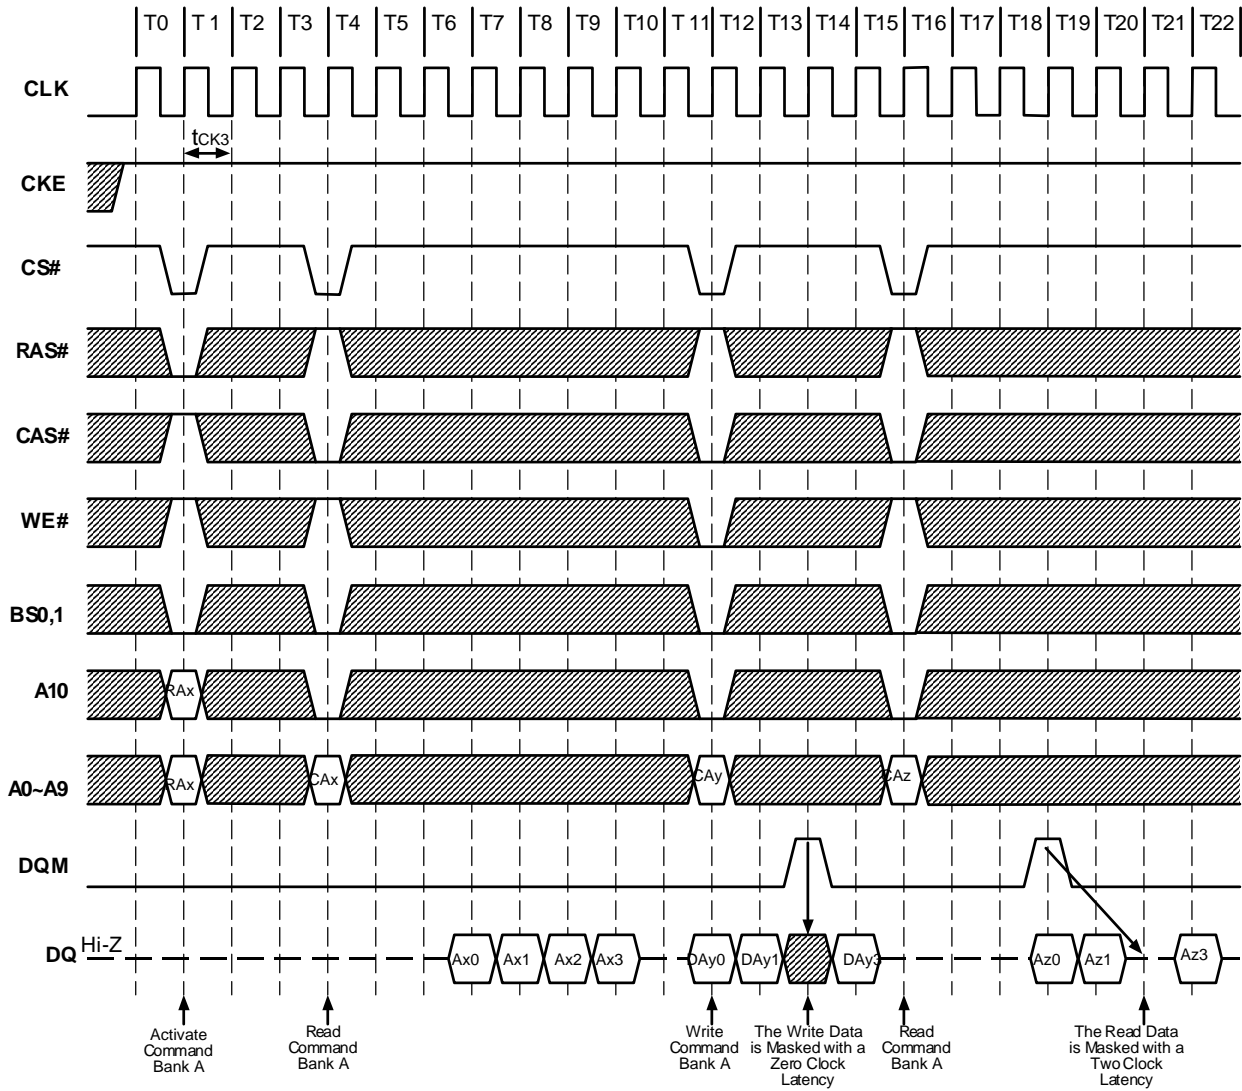 T0 T1 T2 T3 T4 T5 T6 T7 T8 T9 T10 T11 T12 T13 T14 T15 T16 T17 T18 T19 T20 T21 T22
CLK
tCK3
CKE
CS#
RAS#
CAS#
WE#
BS0,1
A10 RAx
A0~A9 RAx CAx CAy CAz
DQM
DQ Hi-Z Ax0 Ax1 Ax2 Ax3 DAy0 DAy1 DAy3 Az0 Az1 Az3
Activate
Command
Bank A
Read
Command
Bank A
Write
Command
Bank A
The Write Data
is Masked with a
Zero Clock
Latency
Read
Command
Bank A
The Read Data
is Masked with a
Two Clock
Latency